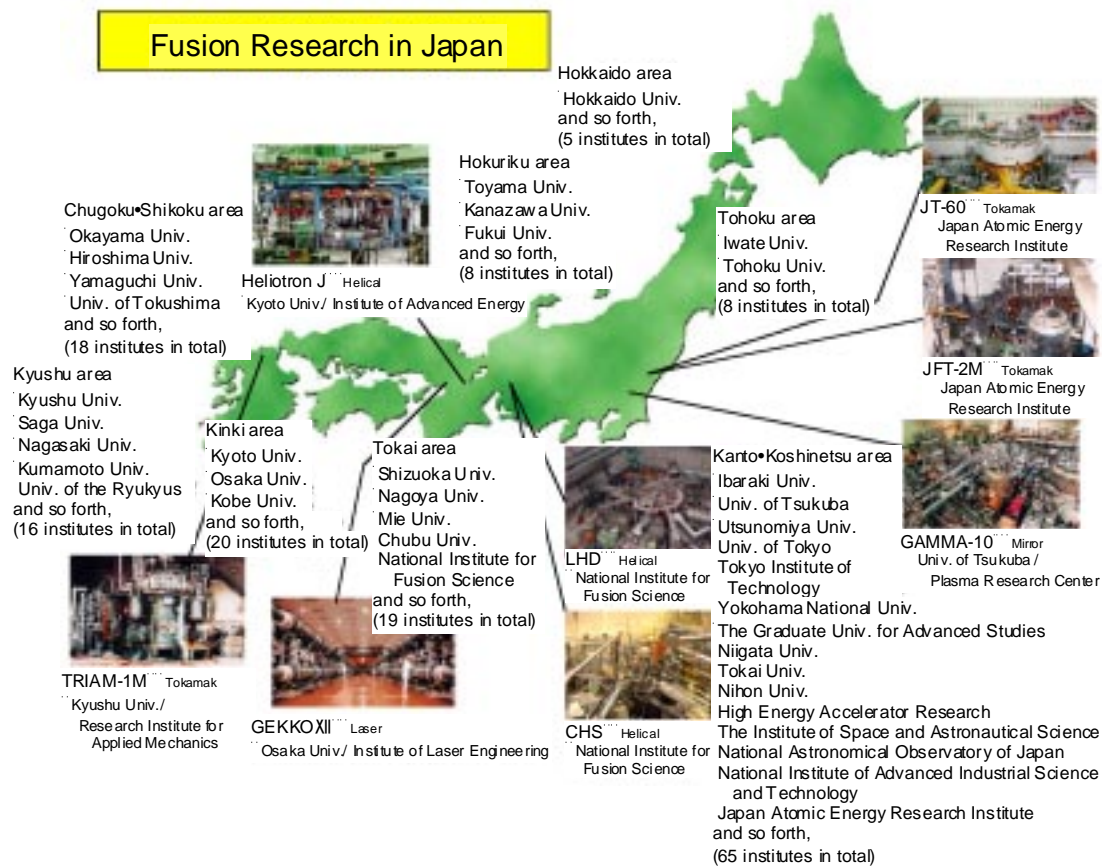 Fusion Research in Japan
Hokkaido area
Hokkaido Univ.
and so forth,
(5 institutes in total)
Hokuriku area
Toyama Univ.
Kanazawa Univ.
Fukui Univ.
and so forth,
(8 institutes in total)
Chugoku•Shikoku area
Okayama Univ.
Hiroshima Univ.
Yamaguchi Univ.
Univ. of Tokushima
and so forth,
(18 institutes in total)
Heliotron J Helical
Kyoto Univ./ Institute of Advanced Energy
Tohoku area
Iwate Univ.
Tohoku Univ.
and so forth,
(8 institutes in total)
JT-60 Tokamak
Japan Atomic Energy
Research Institute
JFT-2M Tokamak
Japan Atomic Energy
Research Institute
Kyushu area
Kyushu Univ.
Saga Univ.
Nagasaki Univ.
Kumamoto Univ.
Univ. of the Ryukyus
and so forth,
(16 institutes in total)
Kinki area
Kyoto Univ.
Osaka Univ.
Kobe Univ.
and so forth,
(20 institutes in total)
Tokai area
Shizuoka Univ.
Nagoya Univ.
Mie Univ.
Chubu Univ.
National Institute for
Fusion Science
and so forth,
(19 institutes in total)
LHD Helical
National Institute for
Fusion Science
Kanto•Koshinetsu area
Ibaraki Univ.
Univ. of Tsukuba
Utsunomiya Univ.
Univ. of Tokyo
Tokyo Institute of
Technology
Yokohama National Univ.
The Graduate Univ. for Advanced Studies
Niigata Univ.
Tokai Univ.
Nihon Univ.
High Energy Accelerator Research
The Institute of Space and Astronautical Science
National Astronomical Observatory of Japan
National Institute of Advanced Industrial Science
and Technology
Japan Atomic Energy Research Institute
and so forth,
(65 institutes in total)
GAMMA-10 Mirror
Univ. of Tsukuba /
Plasma Research Center
TRIAM-1M Tokamak
Kyushu Univ./
Research Institute for
Applied Mechanics
GEKKOXII Laser
Osaka Univ./ Institute of Laser Engineering
CHS Helical
National Institute for
Fusion Science